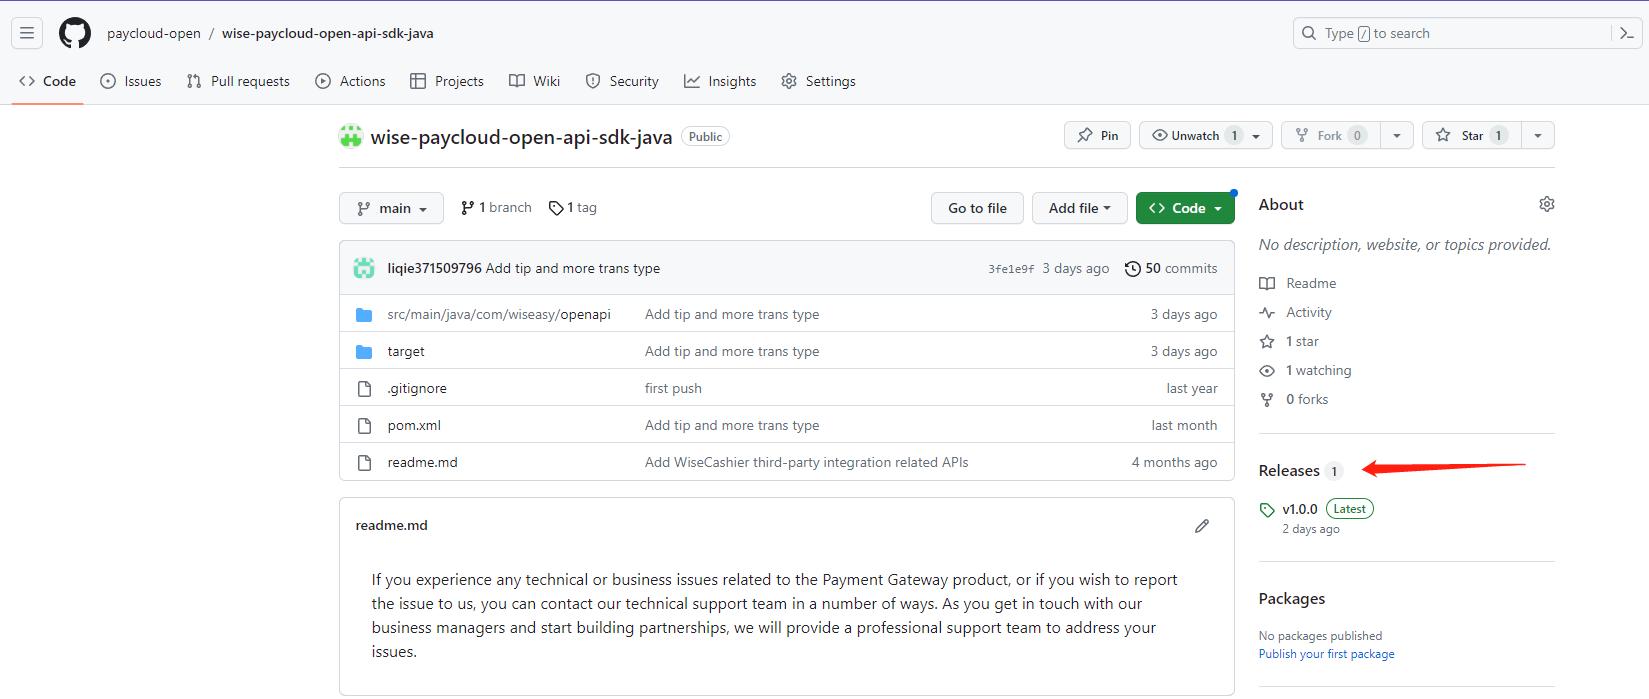 paycloud-open / wise-paycloud-open-api-sdk-java
Type / to search
Code Issues Pull requests Actions Projects Wiki Security Insights Settings
wise-paycloud-open-api-sdk-java Public
Pin Unwatch 1 Fork 0 Star 1
main 1 branch 1 tag Go to file Add file Code
liqie371509796 Add tip and more trans type 3fe1e9f 3 days ago 50 commits
src/main/java/com/wiseasy/openapi Add tip and more trans type 3 days ago
target Add tip and more trans type 3 days ago
.gitignore first push last year
pom.xml Add tip and more trans type last month
readme.md Add WiseCashier third-party integration related APIs 4 months ago
readme.md
If you experience any technical or business issues related to the Payment Gateway product, or if you wish to report
the issue to us, you can contact our technical support team in a number of ways. As you get in touch with our
business managers and start building partnerships, we will provide a professional support team to address your
issues.
About
No description, website, or topics provided.
Readme
Activity
1 star
1 watching
0 forks
Releases 1
v1.0.0 Latest
2 days ago
Packages
No packages published
Publish your first package